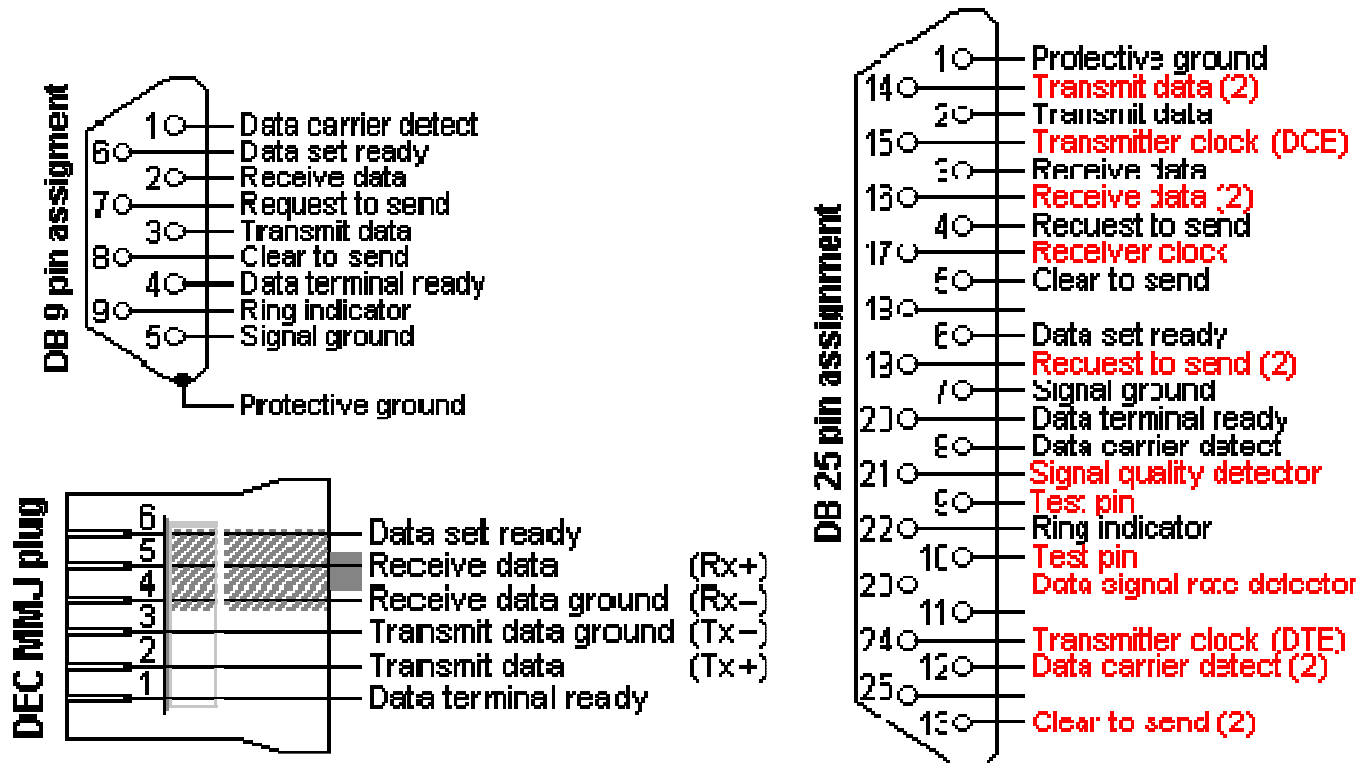 DB 9 pin assigment
1 Data carrier detect
6 Data set ready
2 Receive data
7 Request to send
3 Transmit data
8 Clear to send
4 Data terminal ready
9 Ring indicator
5 Signal ground
Protective ground
DEC MMJ plug
6 Data set ready
5 Receive data (Rx+)
4 Receive data ground (Rx–)
3 Transmit data ground (Tx–)
2 Transmit data (Tx+)
1 Data terminal ready
DB 25 pin assignment
1 Protective ground
14 Transmit data (2)
2 Transmit data
15 Transmitter clock (DCE)
3 Receive data
16 Receive data (2)
4 Request to send
17 Receiver clock
5 Clear to send
18
6 Data set ready
19 Request to send (2)
7 Signal ground
20 Data terminal ready
8 Data carrier detect
21 Signal quality detector
9 Test pin
22 Ring indicator
10 Test pin
23 Data signal rate detector
11
24 Transmitter clock (DTE)
12 Data carrier detect (2)
25
13 Clear to send (2)